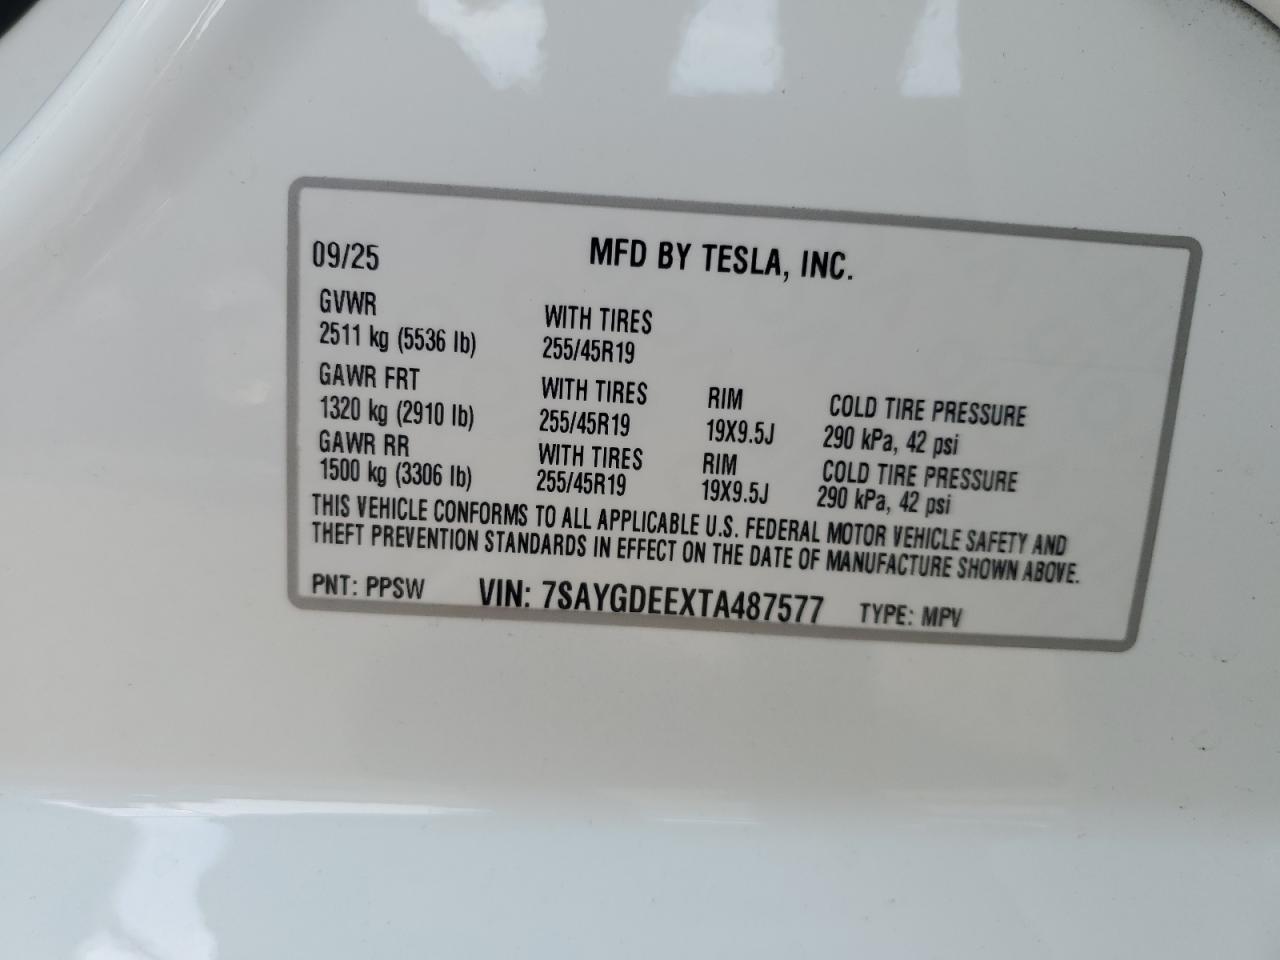 09/25 MFD BY TESLA, INC.
GVWR WITH TIRES
2511 kg (5536 lb) 255/45R19
GAWR FRT WITH TIRES RIM COLD TIRE PRESSURE
1320 kg (2910 lb) 255/45R19 19X9.5J 290 kPa, 42 psi
GAWR RR WITH TIRES RIM COLD TIRE PRESSURE
1500 kg (3306 lb) 255/45R19 19X9.5J 290 kPa, 42 psi
THIS VEHICLE CONFORMS TO ALL APPLICABLE U.S. FEDERAL MOTOR VEHICLE SAFETY AND
THEFT PREVENTION STANDARDS IN EFFECT ON THE DATE OF MANUFACTURE SHOWN ABOVE.
PNT: PPSW VIN: 7SAYGDEEXTA487577 TYPE: MPV